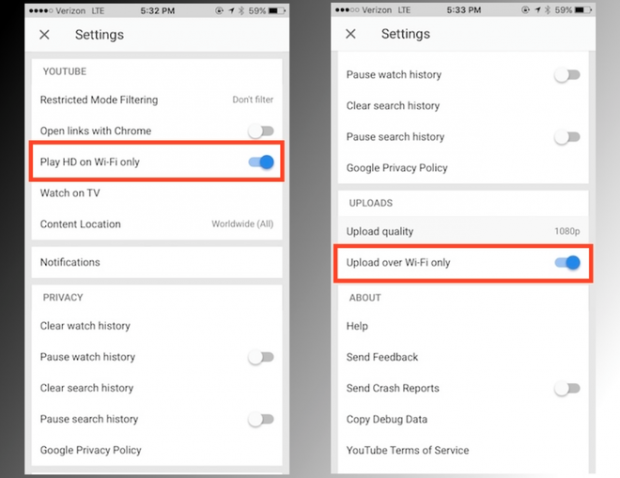 Verizon LTE 5:32 PM 59%
Settings
YOUTUBE
Restricted Mode Filtering Don't filter
Open links with Chrome
Play HD on Wi-Fi only
Watch on TV
Content Location Worldwide (All)
Notifications
PRIVACY
Clear watch history
Pause watch history
Clear search history
Pause search history
Google Privacy Policy
Verizon LTE 5:33 PM 59%
Settings
Pause watch history
Clear search history
Pause search history
Google Privacy Policy
UPLOADS
Upload quality 1080p
Upload over Wi-Fi only
ABOUT
Help
Send Feedback
Send Crash Reports
Copy Debug Data
YouTube Terms of Service